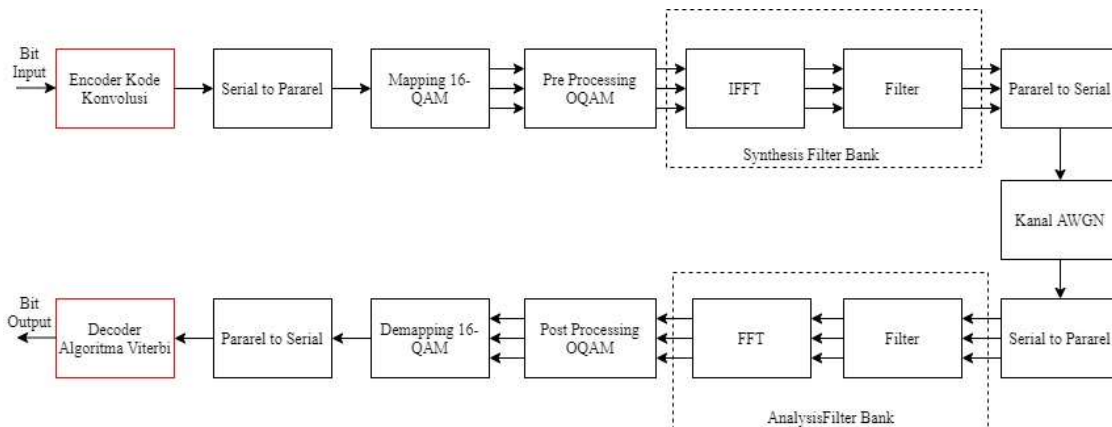 Bit
Input
Encoder Kode
Konvolusi
Serial to Pararel
Mapping 16-
QAM
Pre Processing
OQAM
IFFT
Filter
Pararel to Serial
Synthesis Filter Bank
Kanal AWGN
Bit
Output
Decoder
Algoritma Viterbi
Pararel to Serial
Demapping 16-
QAM
Post Processing
OQAM
FFT
Filter
Serial to Pararel
AnalysisFilter Bank